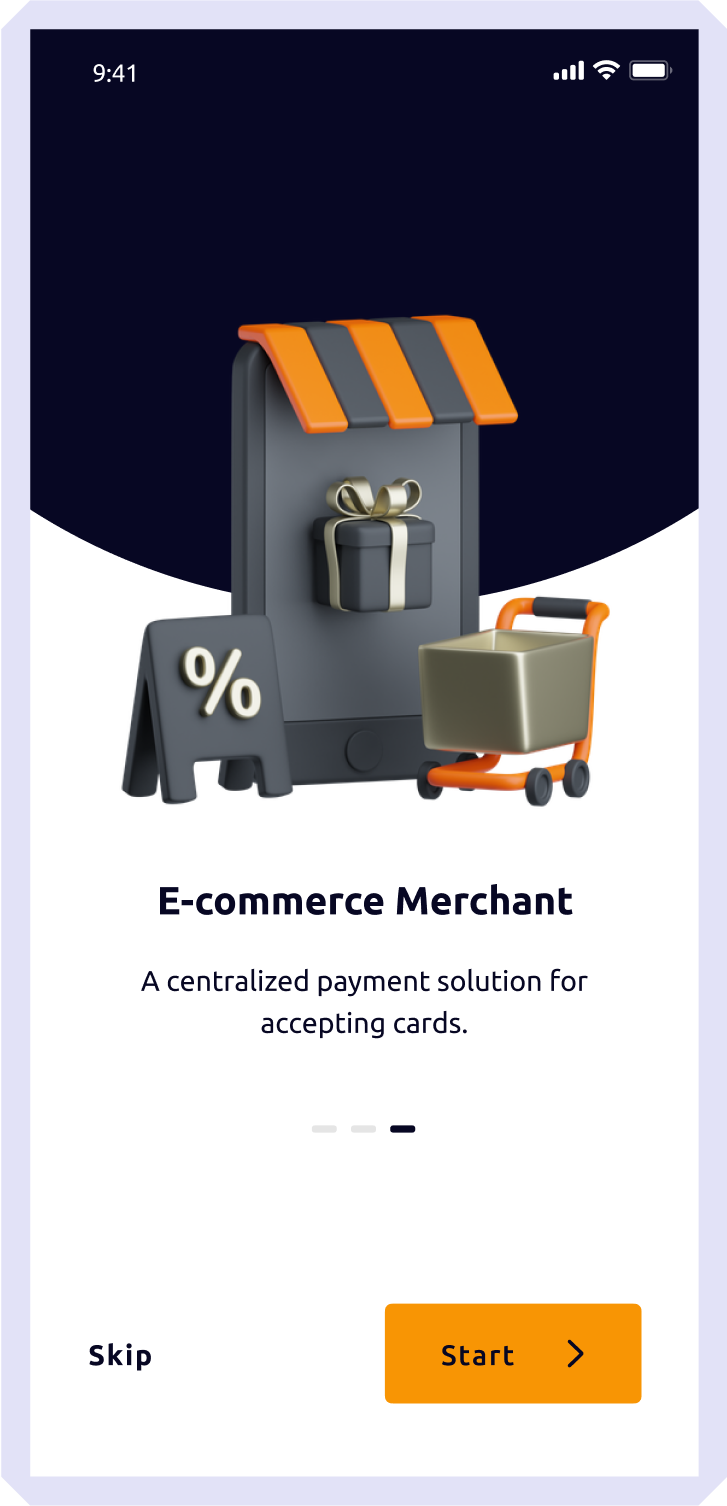 9:41
%
E-commerce Merchant
A centralized payment solution for
accepting cards.
Skip
Start